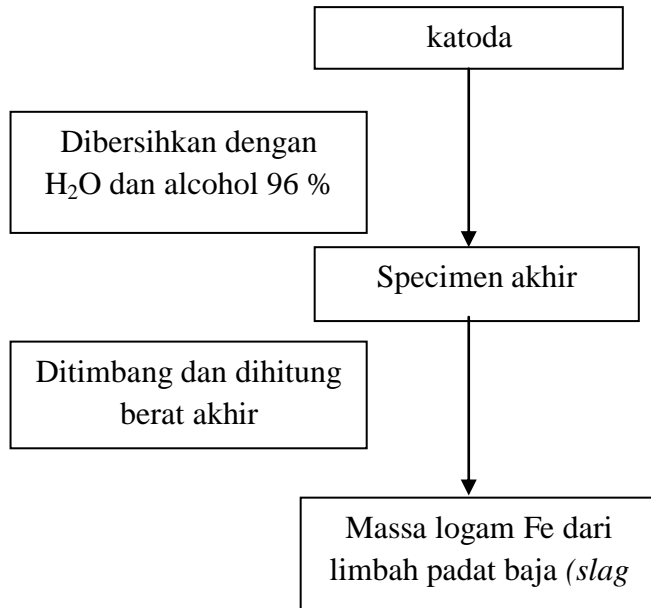 katoda
Dibersihkan dengan
H₂O dan alcohol 96 %
Specimen akhir
Ditimbang dan dihitung
berat akhir
Massa logam Fe dari
limbah padat baja (slag